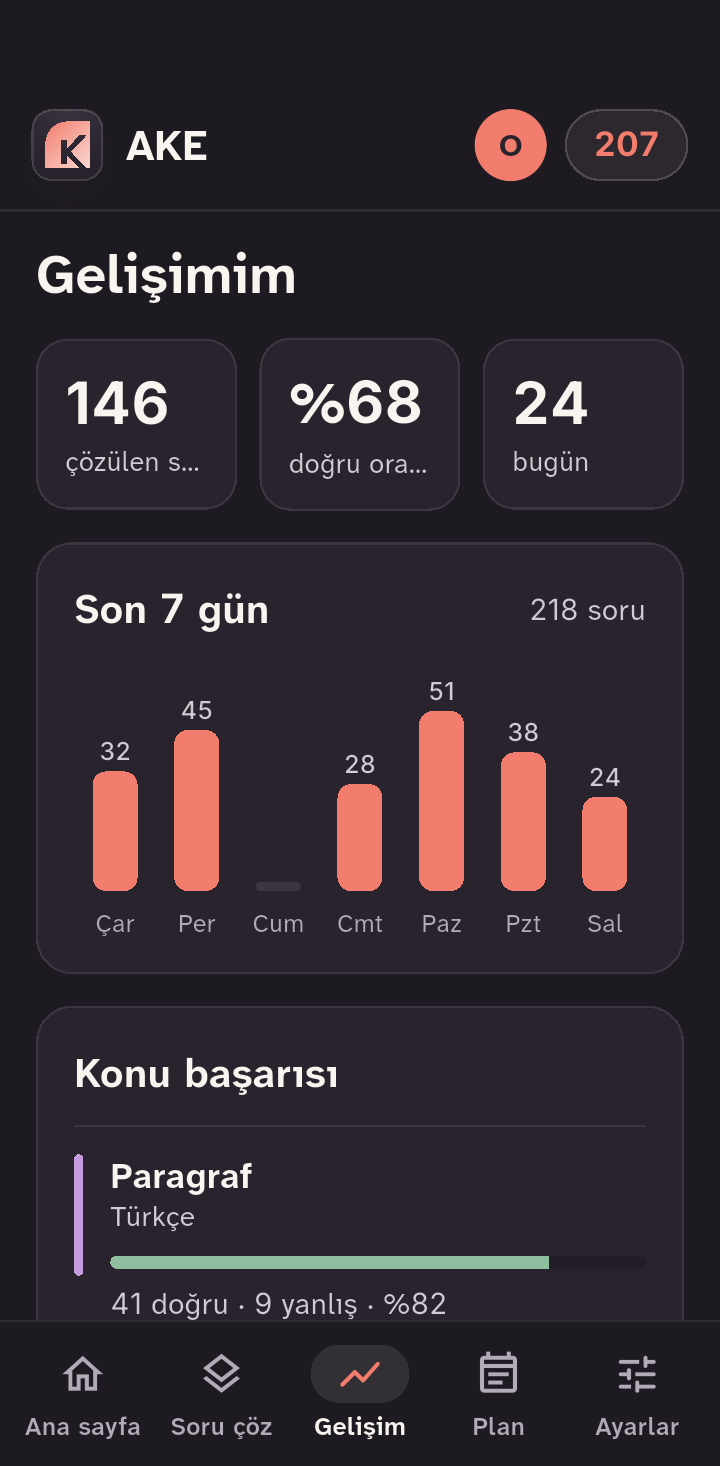 K AKE O 207
Gelişimim
146 %68 24
çözülen s... doğru ora... bugün
Son 7 gün 218 soru
32 45 28 51 38 24
Çar Per Cum Cmt Paz Pzt Sal
Konu başarısı
Paragraf
Türkçe
41 doğru · 9 yanlış · %82
Ana sayfa Soru çöz Gelişim Plan Ayarlar